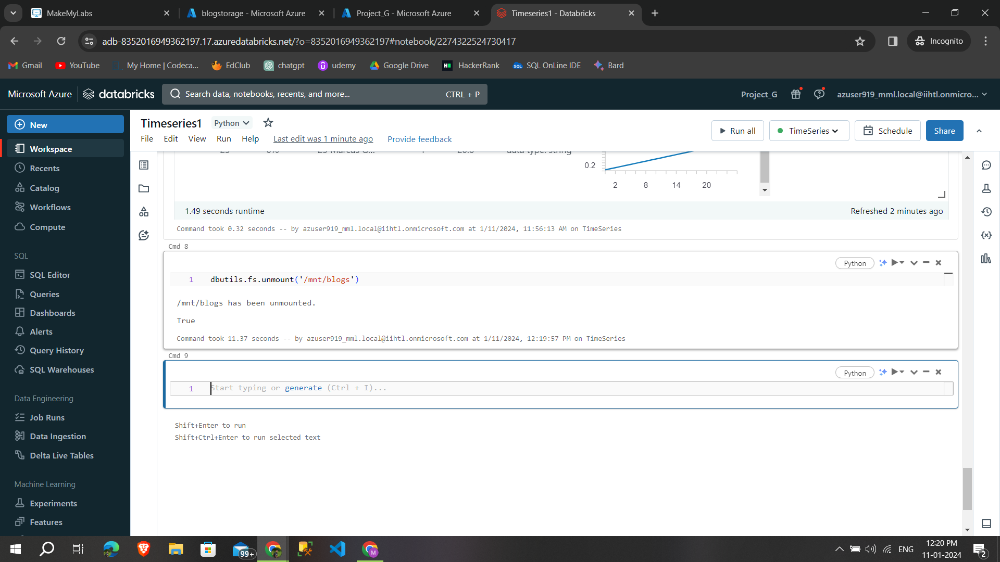 MakeMyLabs
blogstorage - Microsoft Azure
Project_G - Microsoft Azure
Timeseries1 - Databricks
adb-8352016949362197.17.azuredatabricks.net/?o=8352016949362197#notebook/2274322524730417
Incognito
Gmail
YouTube
My Home | Codeca...
EdClub
chatgpt
udemy
Google Drive
HackerRank
SQL OnLine IDE
Bard
Microsoft Azure
databricks
Search data, notebooks, recents, and more...
CTRL + P
Project_G
azuser919_mml.local@iihtl.onmicro...
New
Workspace
Recents
Catalog
Workflows
Compute
SQL
SQL Editor
Queries
Dashboards
Alerts
Query History
SQL Warehouses
Data Engineering
Job Runs
Data Ingestion
Delta Live Tables
Machine Learning
Experiments
Features
Timeseries1
Python
File Edit View Run Help
Last edit was 1 minute ago
Provide feedback
Run all
TimeSeries
Schedule
Share
data type: string
0.2
2 8 14 20
1.49 seconds runtime
Refreshed 2 minutes ago
Command took 0.32 seconds -- by azuser919_mml.local@iihtl.onmicrosoft.com at 1/11/2024, 11:56:13 AM on TimeSeries
Cmd 8
Python
1 dbutils.fs.unmount('/mnt/blogs')
/mnt/blogs has been unmounted.
True
Command took 11.37 seconds -- by azuser919_mml.local@iihtl.onmicrosoft.com at 1/11/2024, 12:19:57 PM on TimeSeries
Cmd 9
Python
1 Start typing or generate (Ctrl + I)...
Shift+Enter to run
Shift+Ctrl+Enter to run selected text
99+
ENG
12:20 PM
11-01-2024
2